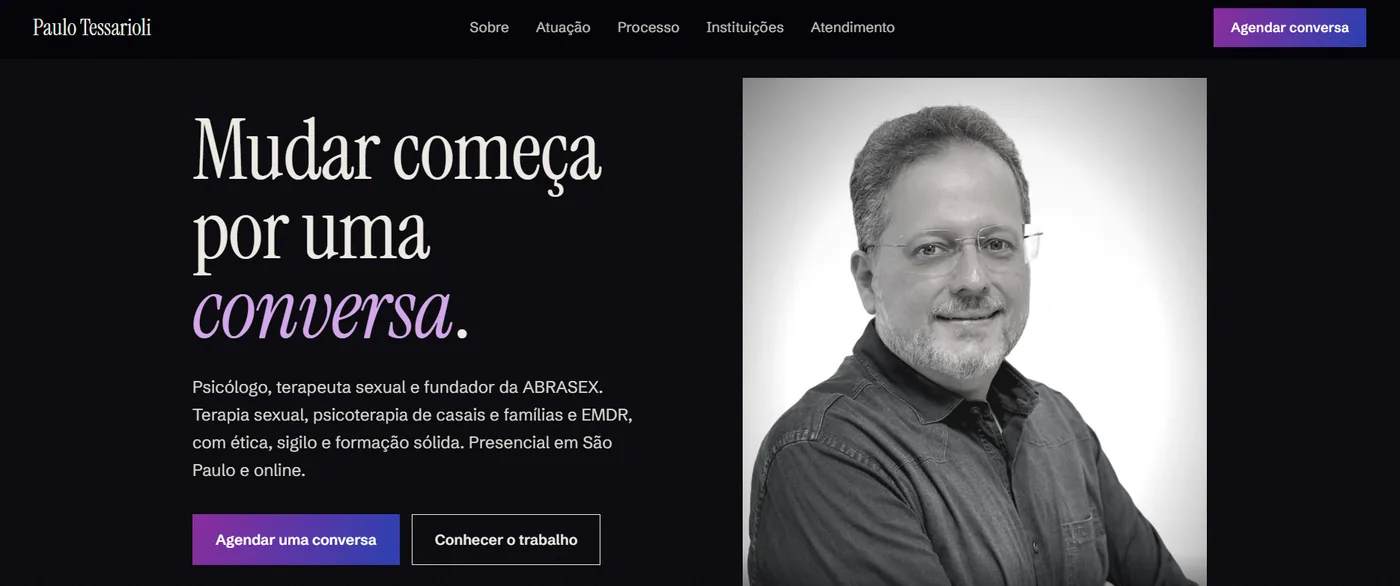 Paulo Tessarioli
Sobre
Atuação
Processo
Instituições
Atendimento
Agendar conversa
Mudar começa
por uma
conversa.
Psicólogo, terapeuta sexual e fundador da ABRASEX.
Terapia sexual, psicoterapia de casais e famílias e EMDR,
com ética, sigilo e formação sólida. Presencial em São
Paulo e online.
Agendar uma conversa
Conhecer o trabalho